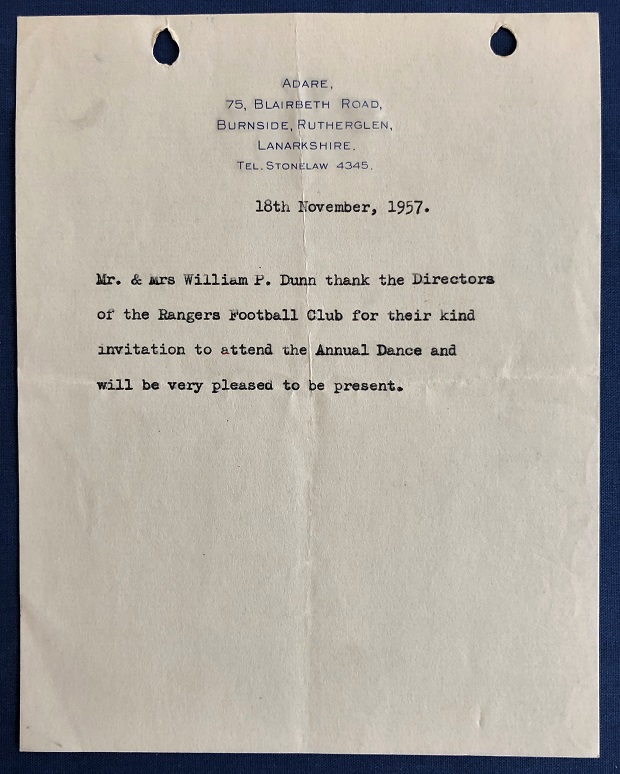 ADARE,
75, BLAIRBETH ROAD,
BURNSIDE, RUTHERGLEN,
LANARKSHIRE.
TEL. STONELAW 4345.
18th November, 1957.
Mr. & Mrs William P. Dunn thank the Directors
of the Rangers Football Club for their kind
invitation to attend the Annual Dance and
will be very pleased to be present.